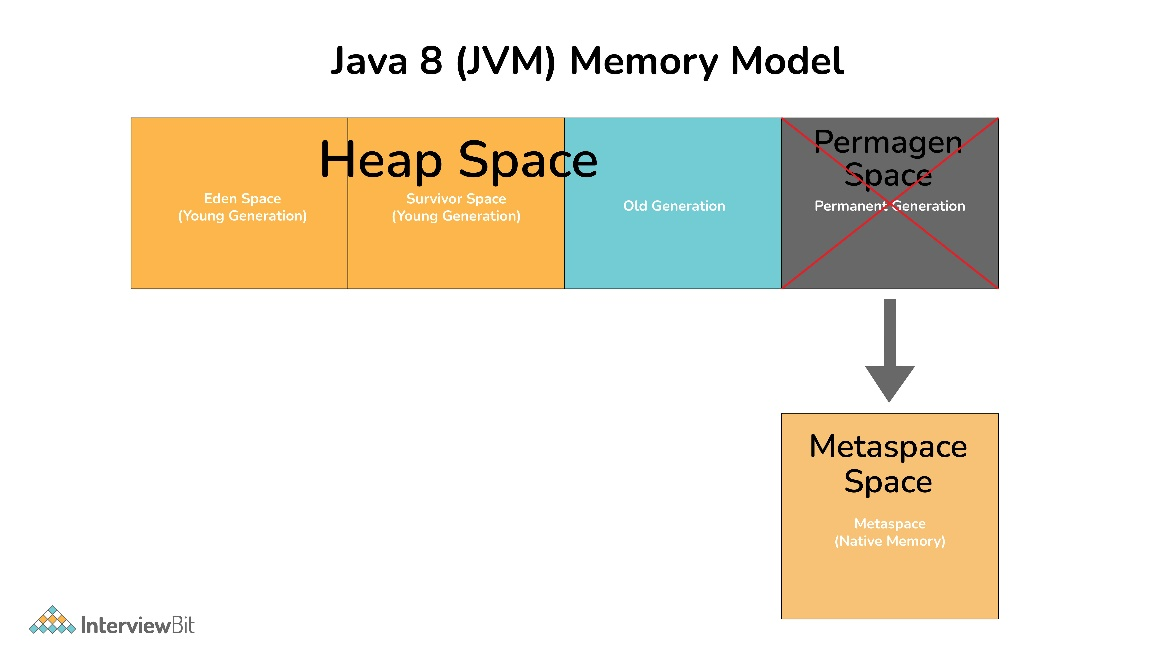 Java 8 (JVM) Memory Model
Heap Space
Eden Space
(Young Generation)
Survivor Space
(Young Generation)
Old Generation
Permagen
Space
Permanent Generation
Metaspace
Space
Metaspace
(Native Memory)
InterviewBit